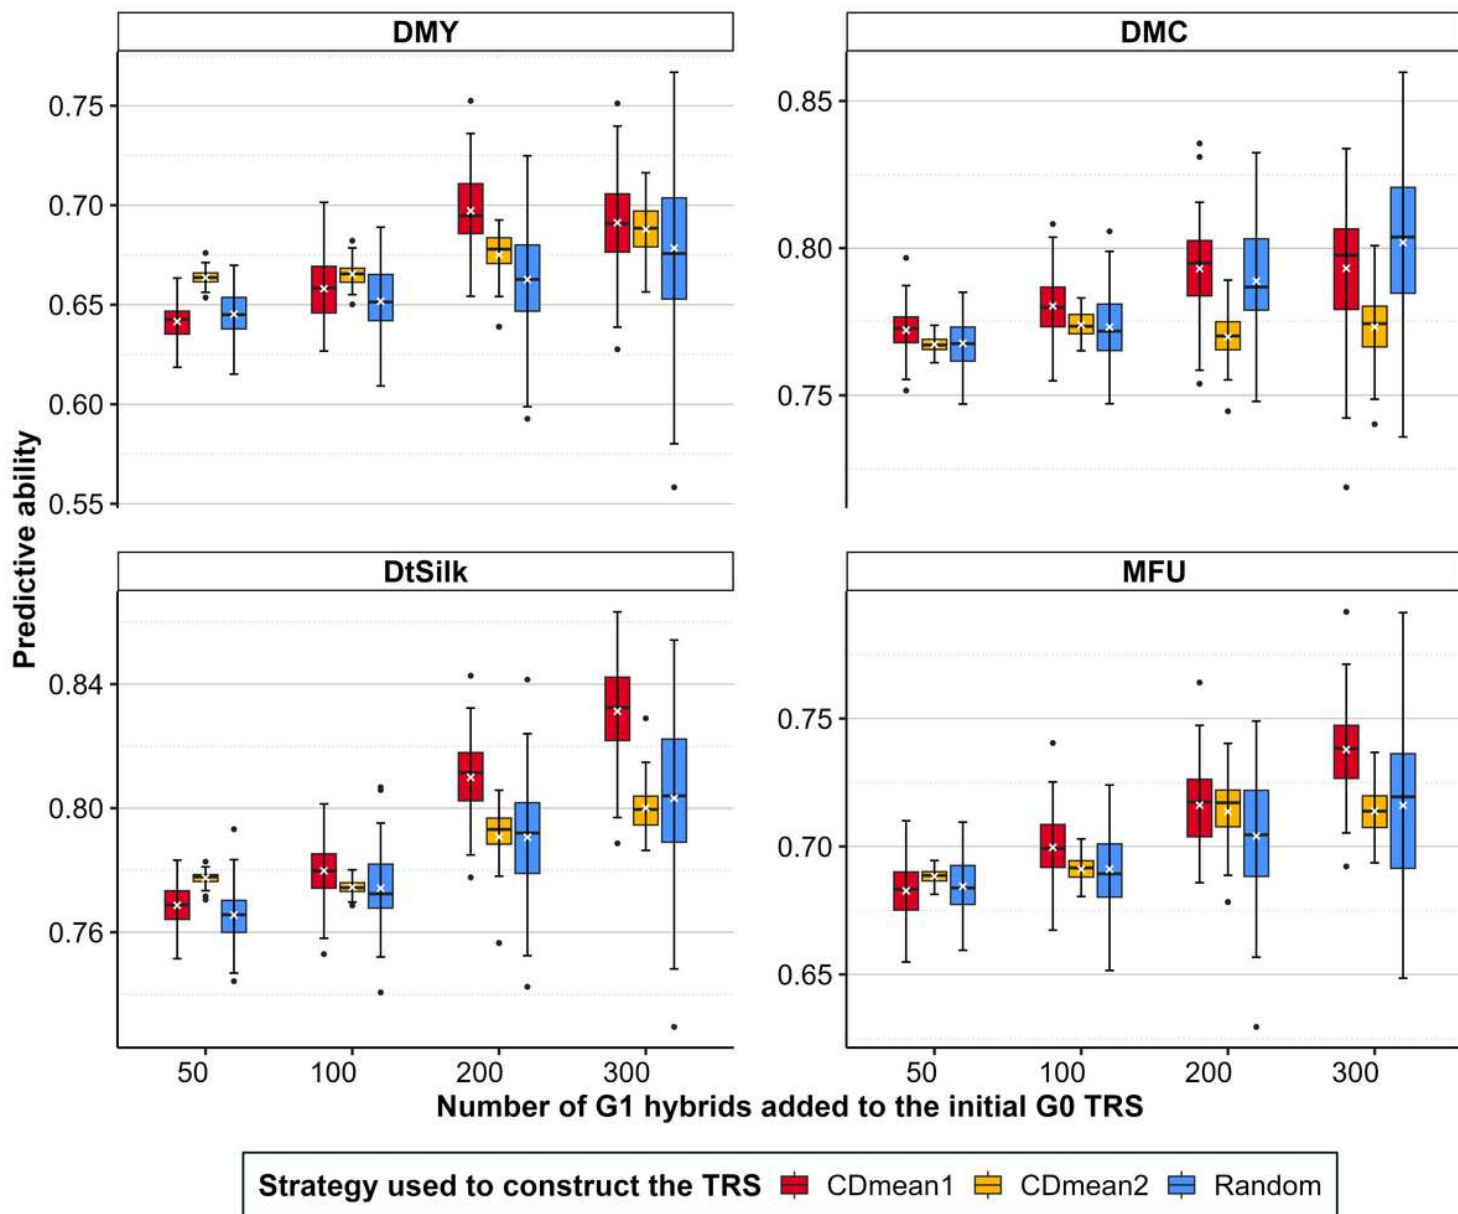 DMY
DMC
0.75
0.70
0.65
0.60
0.55
0.85
0.80
0.75
Predictive ability
DtSilk
MFU
0.84
0.80
0.76
0.75
0.70
0.65
50 100 200 300
50 100 200 300
Number of G1 hybrids added to the initial G0 TRS
Strategy used to construct the TRS CDmean1 CDmean2 Random